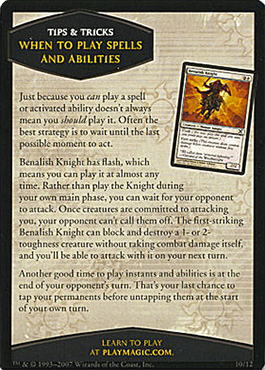 TIPS & TRICKS
WHEN TO PLAY SPELLS
AND ABILITIES
Benalish Knight
Just because you can play a spell
or activated ability doesn't always
mean you should play it. Often the
best strategy is to wait until the last
possible moment to act.
Benalish Knight has flash, which
means you can play it at almost any
time. Rather than play the Knight during
your own main phase, you can wait for your opponent
to attack. Once creatures are committed to attacking
you, your opponent can't call them off. The first-striking
Benalish Knight can block and destroy a 1- or 2-
toughness creature without taking combat damage itself,
and you'll be able to attack with it on your next turn.
Another good time to play instants and abilities is at the
end of your opponent's turn. That's your last chance to
tap your permanents before untapping them at the start
of your own turn.
LEARN TO PLAY
AT PLAYMAGIC.COM.
™ & © 1993–2007 Wizards of the Coast, Inc.
10/12